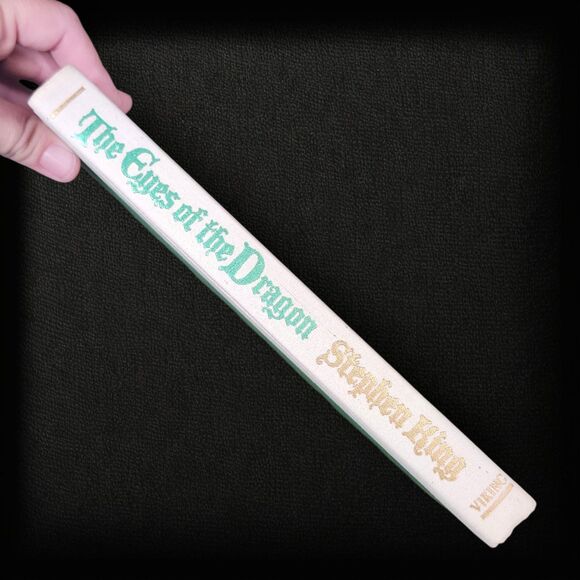 The Eyes of the Dragon
Stephen King
VIKING